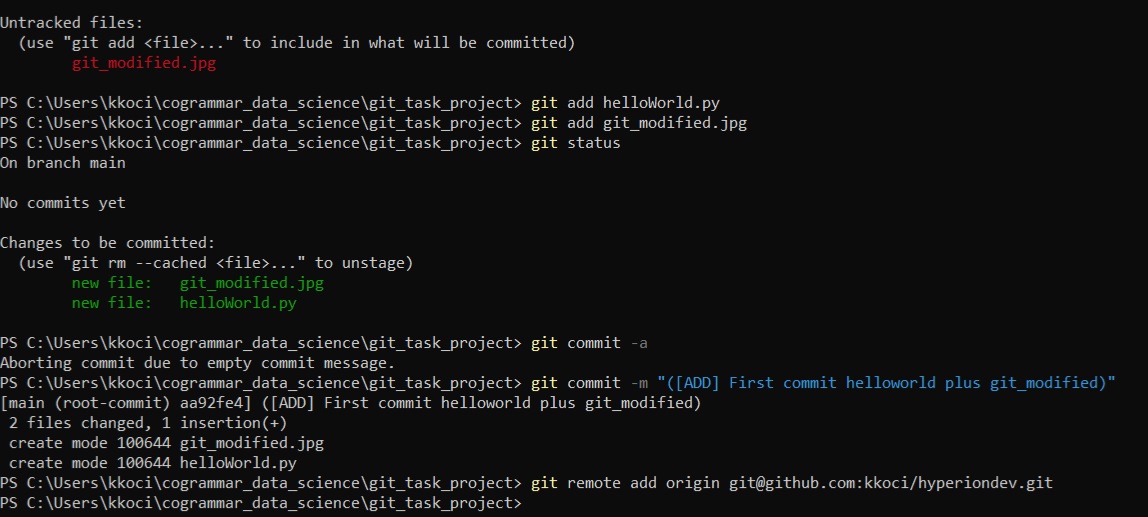 Untracked files:
  (use "git add <file>..." to include in what will be committed)
        git_modified.jpg

PS C:\Users\kkoci\cogrammar_data_science\git_task_project> git add helloWorld.py
PS C:\Users\kkoci\cogrammar_data_science\git_task_project> git add git_modified.jpg
PS C:\Users\kkoci\cogrammar_data_science\git_task_project> git status
On branch main

No commits yet

Changes to be committed:
  (use "git rm --cached <file>..." to unstage)
        new file:   git_modified.jpg
        new file:   helloWorld.py

PS C:\Users\kkoci\cogrammar_data_science\git_task_project> git commit -a
Aborting commit due to empty commit message.
PS C:\Users\kkoci\cogrammar_data_science\git_task_project> git commit -m "([ADD] First commit helloworld plus git_modified)"
[main (root-commit) aa92fe4] ([ADD] First commit helloworld plus git_modified)
 2 files changed, 1 insertion(+)
 create mode 100644 git_modified.jpg
 create mode 100644 helloWorld.py
PS C:\Users\kkoci\cogrammar_data_science\git_task_project> git remote add origin git@github.com:kkoci/hyperiondev.git
PS C:\Users\kkoci\cogrammar_data_science\git_task_project>